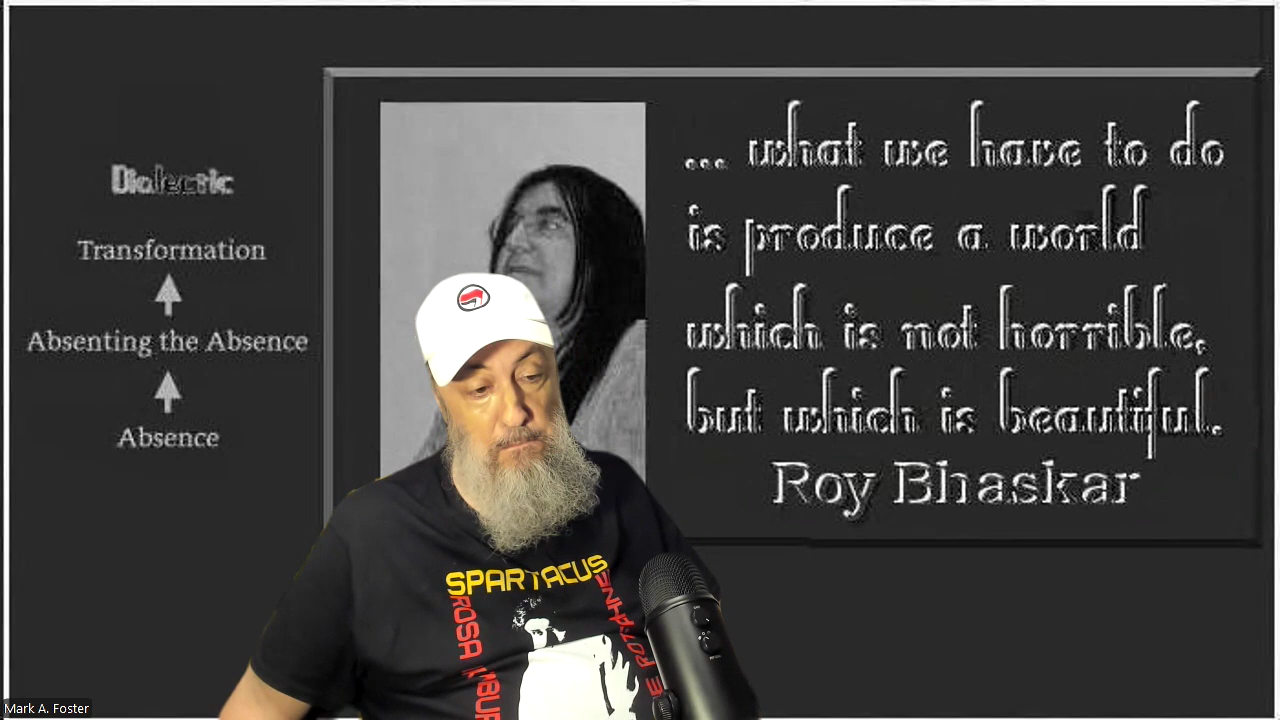 Dialectic
Transformation
Absenting the Absence
Absence
... what we have to do
is produce a world
which is not horrible,
but which is beautiful.
Roy Bhaskar
SPARTACUS
ROSA
Mark A. Foster